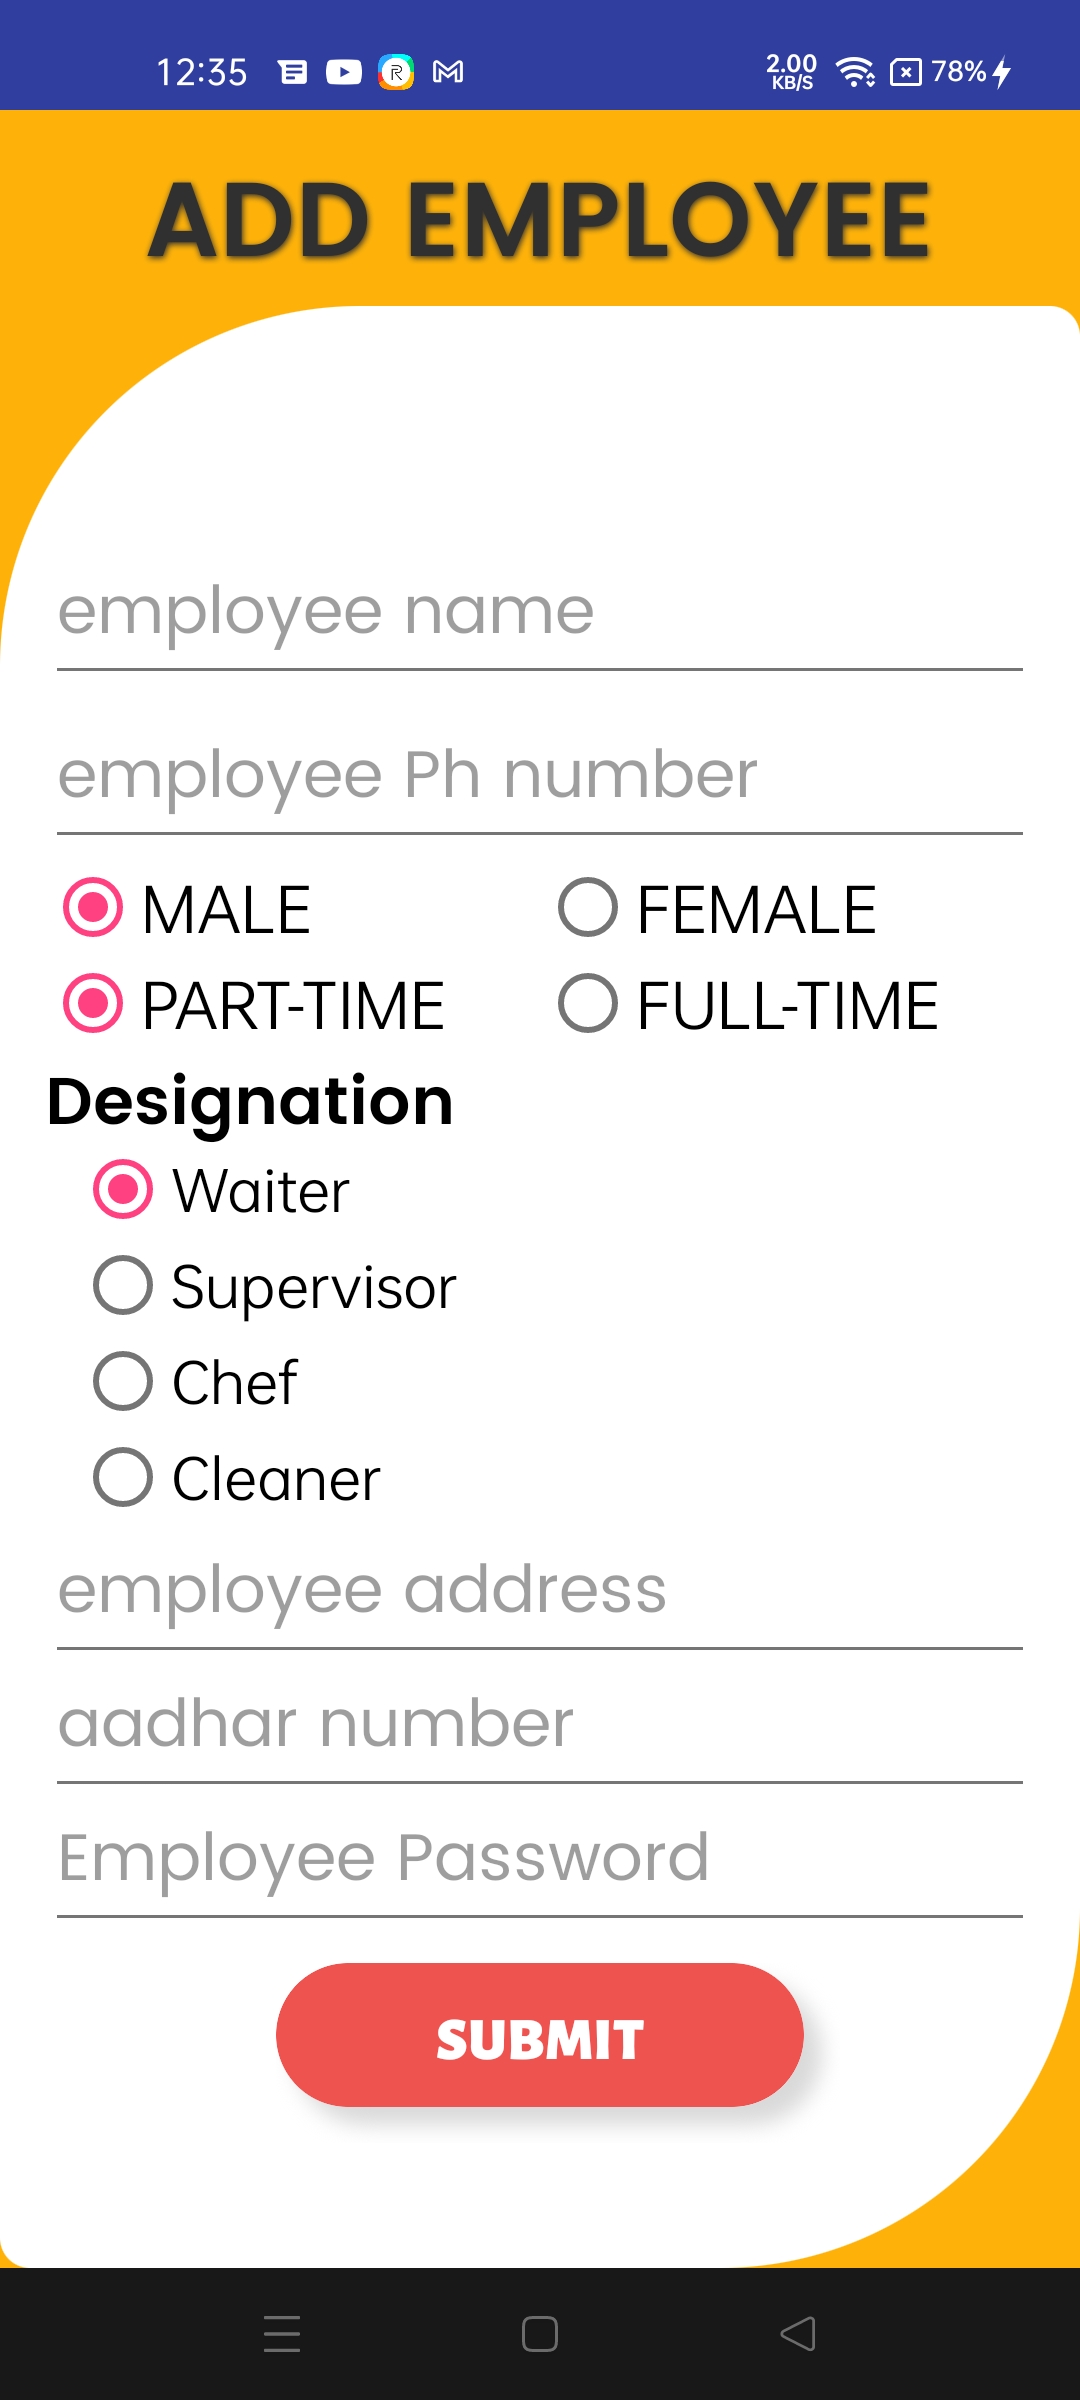 12:35 2.00 KB/S 78%
ADD EMPLOYEE
employee name
employee Ph number
MALE FEMALE
PART-TIME FULL-TIME
Designation
Waiter
Supervisor
Chef
Cleaner
employee address
aadhar number
Employee Password
SUBMIT